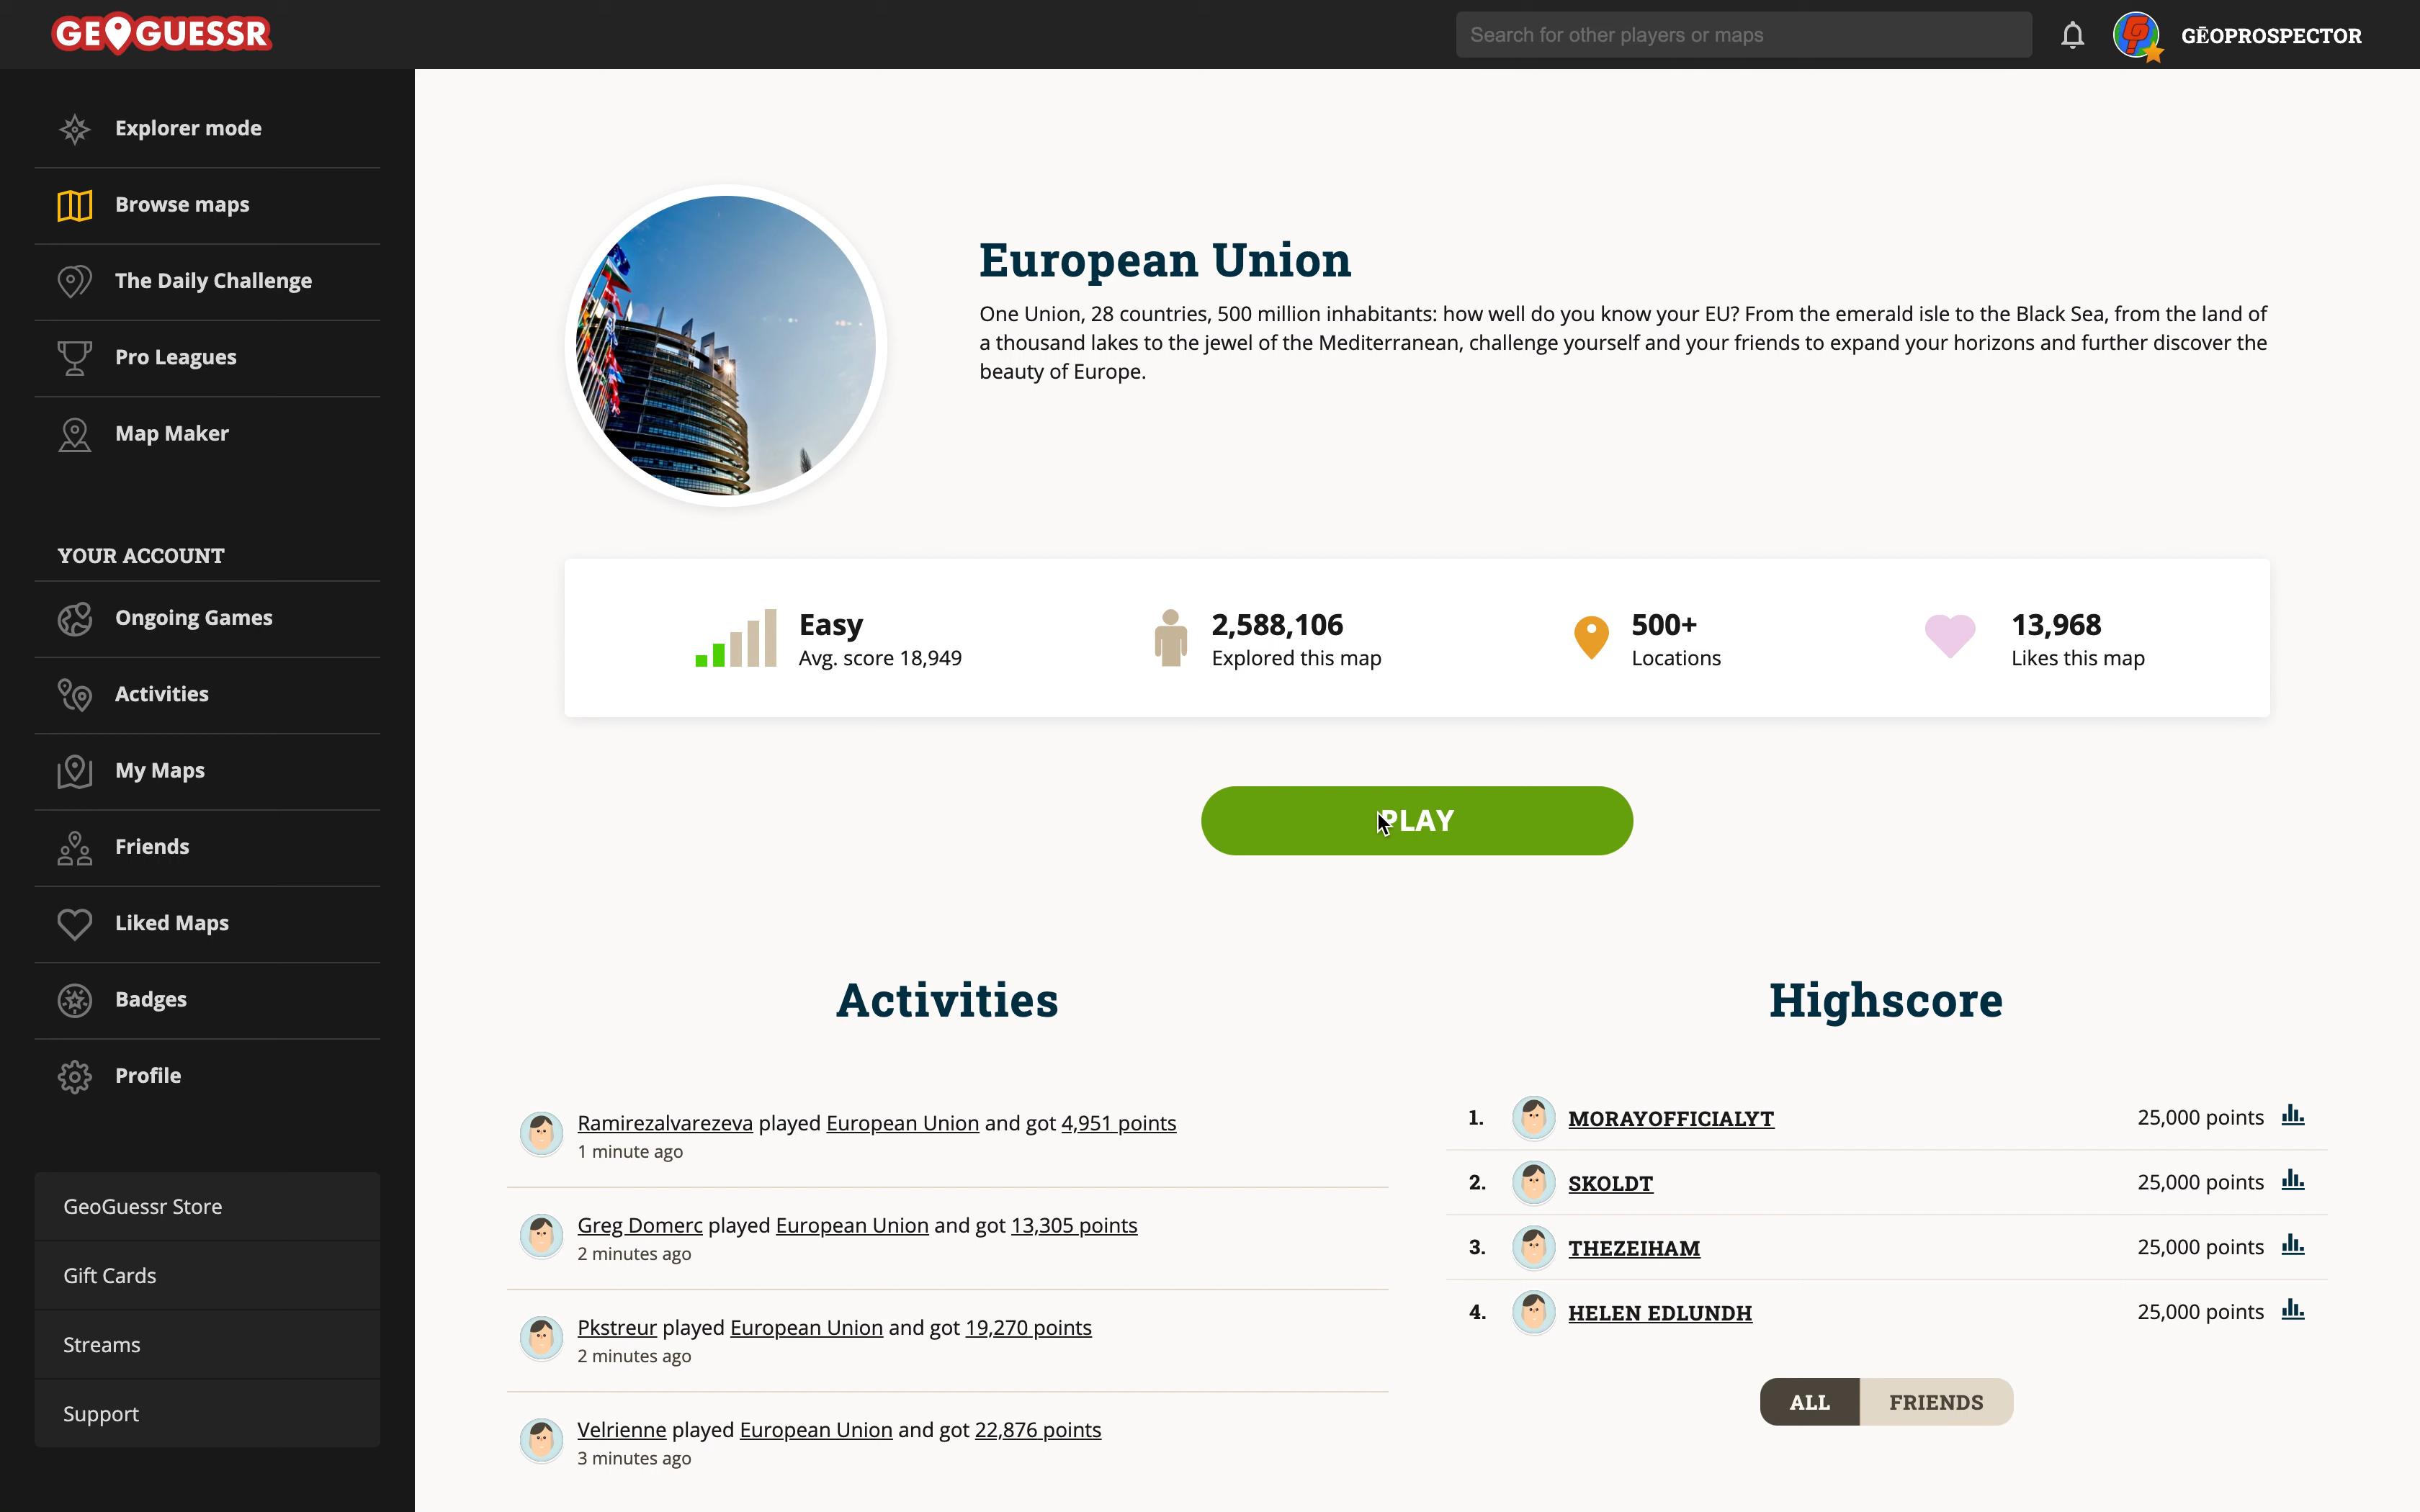 GEOGUESSR
Search for other players or maps
GĒOPROSPECTOR
Explorer mode
Browse maps
The Daily Challenge
Pro Leagues
Map Maker
YOUR ACCOUNT
Ongoing Games
Activities
My Maps
Friends
Liked Maps
Badges
Profile
GeoGuessr Store
Gift Cards
Streams
Support
European Union
One Union, 28 countries, 500 million inhabitants: how well do you know your EU? From the emerald isle to the Black Sea, from the land of
a thousand lakes to the jewel of the Mediterranean, challenge yourself and your friends to expand your horizons and further discover the
beauty of Europe.
Easy
Avg. score 18,949
2,588,106
Explored this map
500+
Locations
13,968
Likes this map
PLAY
Activities
Ramirezalvarezeva played European Union and got 4,951 points
1 minute ago
Greg Domerc played European Union and got 13,305 points
2 minutes ago
Pkstreur played European Union and got 19,270 points
2 minutes ago
Velrienne played European Union and got 22,876 points
3 minutes ago
Highscore
1. MORAYOFFICIALYT 25,000 points
2. SKOLDT 25,000 points
3. THEZEIHAM 25,000 points
4. HELEN EDLUNDH 25,000 points
ALL FRIENDS